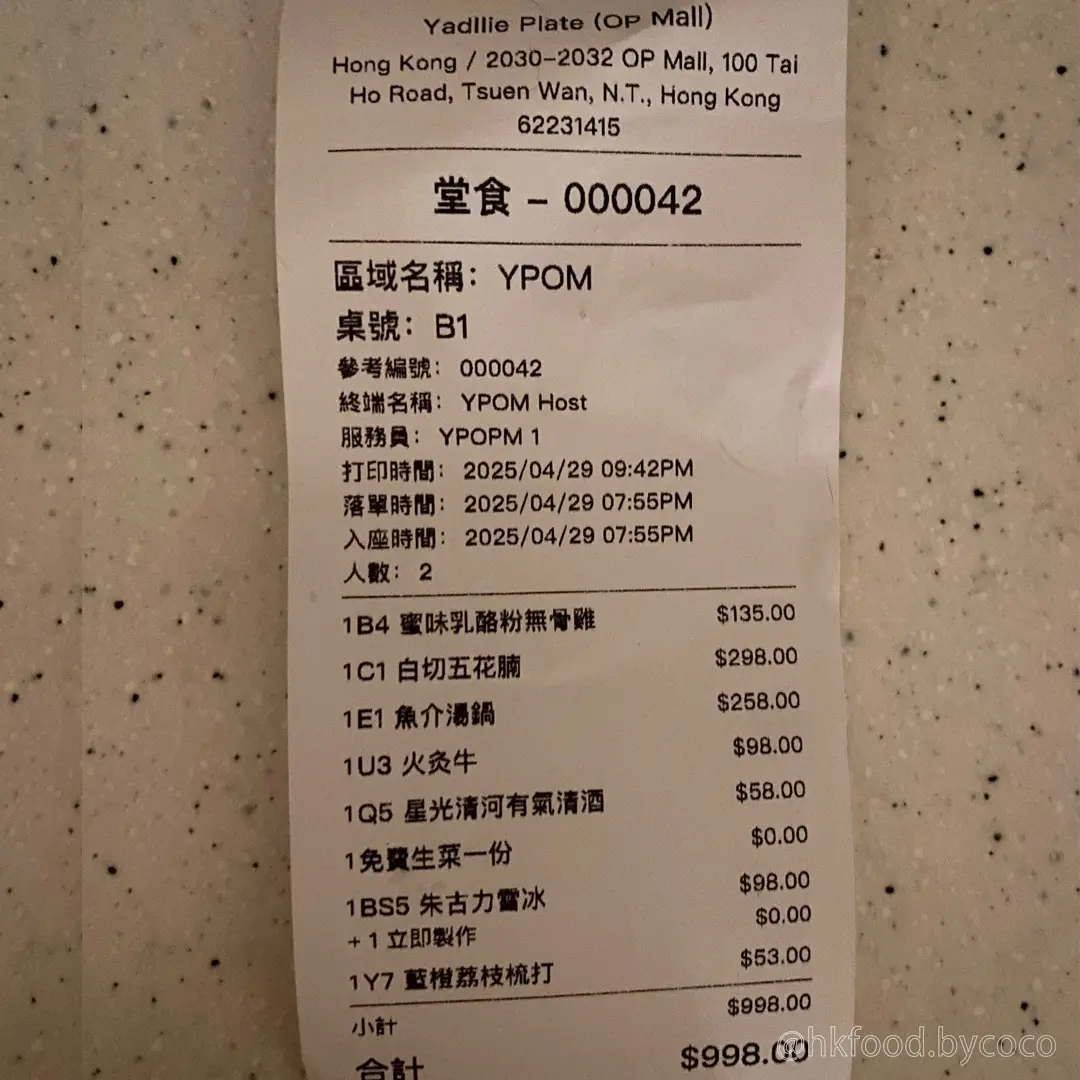 Yadllie Plate (OP Mall)
Hong Kong / 2030-2032 OP Mall, 100 Tai
Ho Road, Tsuen Wan, N.T., Hong Kong
62231415
堂食 - 000042
區域名稱: YPOM
桌號: B1
參考編號: 000042
終端名稱: YPOM Host
服務員: YPOPM 1
打印時間: 2025/04/29 09:42PM
落單時間: 2025/04/29 07:55PM
入座時間: 2025/04/29 07:55PM
人數: 2
1B4 蜜味乳酪粉無骨雞 $135.00
1C1 白切五花腩 $298.00
1E1 魚介湯鍋 $258.00
1U3 火灸牛 $98.00
1Q5 星光清河有氣清酒 $58.00
1免費生菜一份 $0.00
1BS5 朱古力雪冰 $98.00
+ 1 立即製作 $0.00
1Y7 藍橙荔枝梳打 $53.00
小計 $998.00
合計 $998.00
@hkfood.bycoco